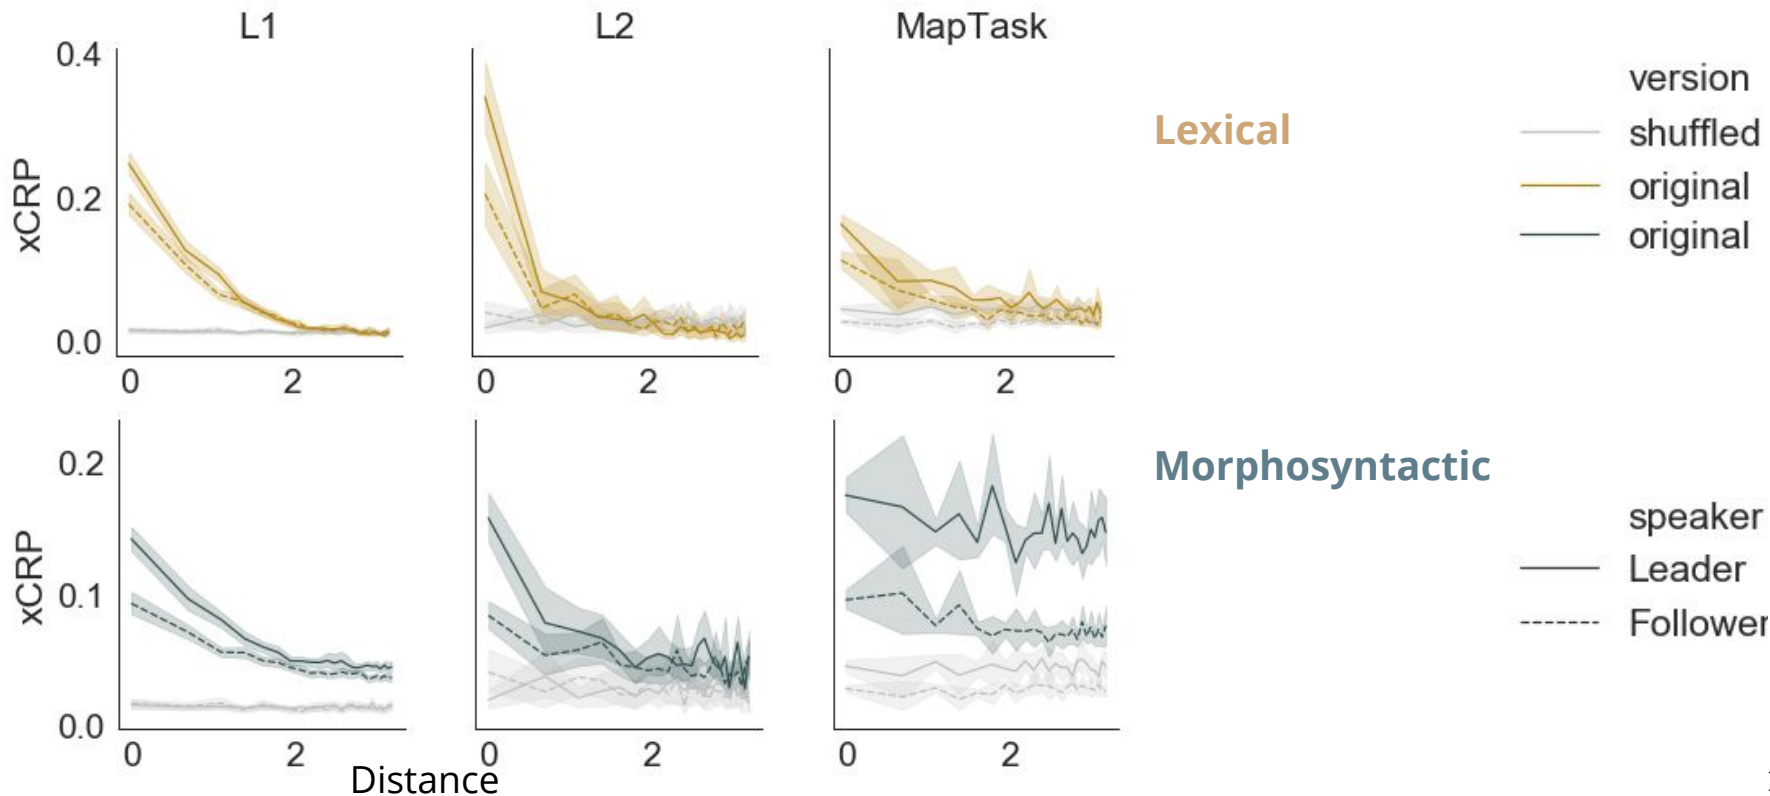 L1 L2 MapTask
0.4
0.2
0.0
xCRP
0 2 0 2 0 2
Lexical
version
shuffled
original
original
0.2
0.1
0.0
xCRP
0 2 0 2 0 2
Distance
Morphosyntactic
speaker
Leader
Follower